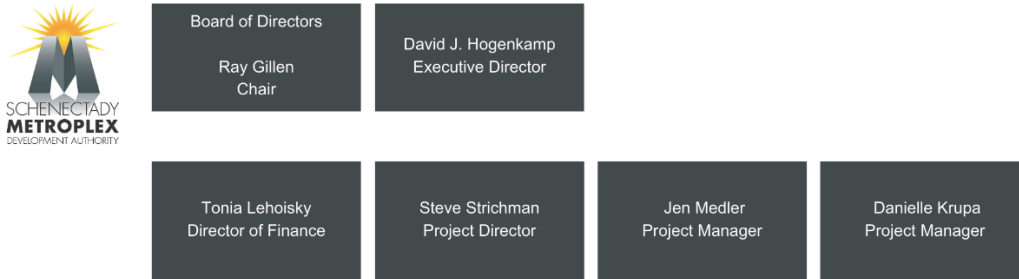 SCHENECTADY
METROPLEX
DEVELOPMENT AUTHORITY
Board of Directors
Ray Gillen
Chair
David J. Hogenkamp
Executive Director
Tonia Lehoisky
Director of Finance
Steve Strichman
Project Director
Jen Medler
Project Manager
Danielle Krupa
Project Manager